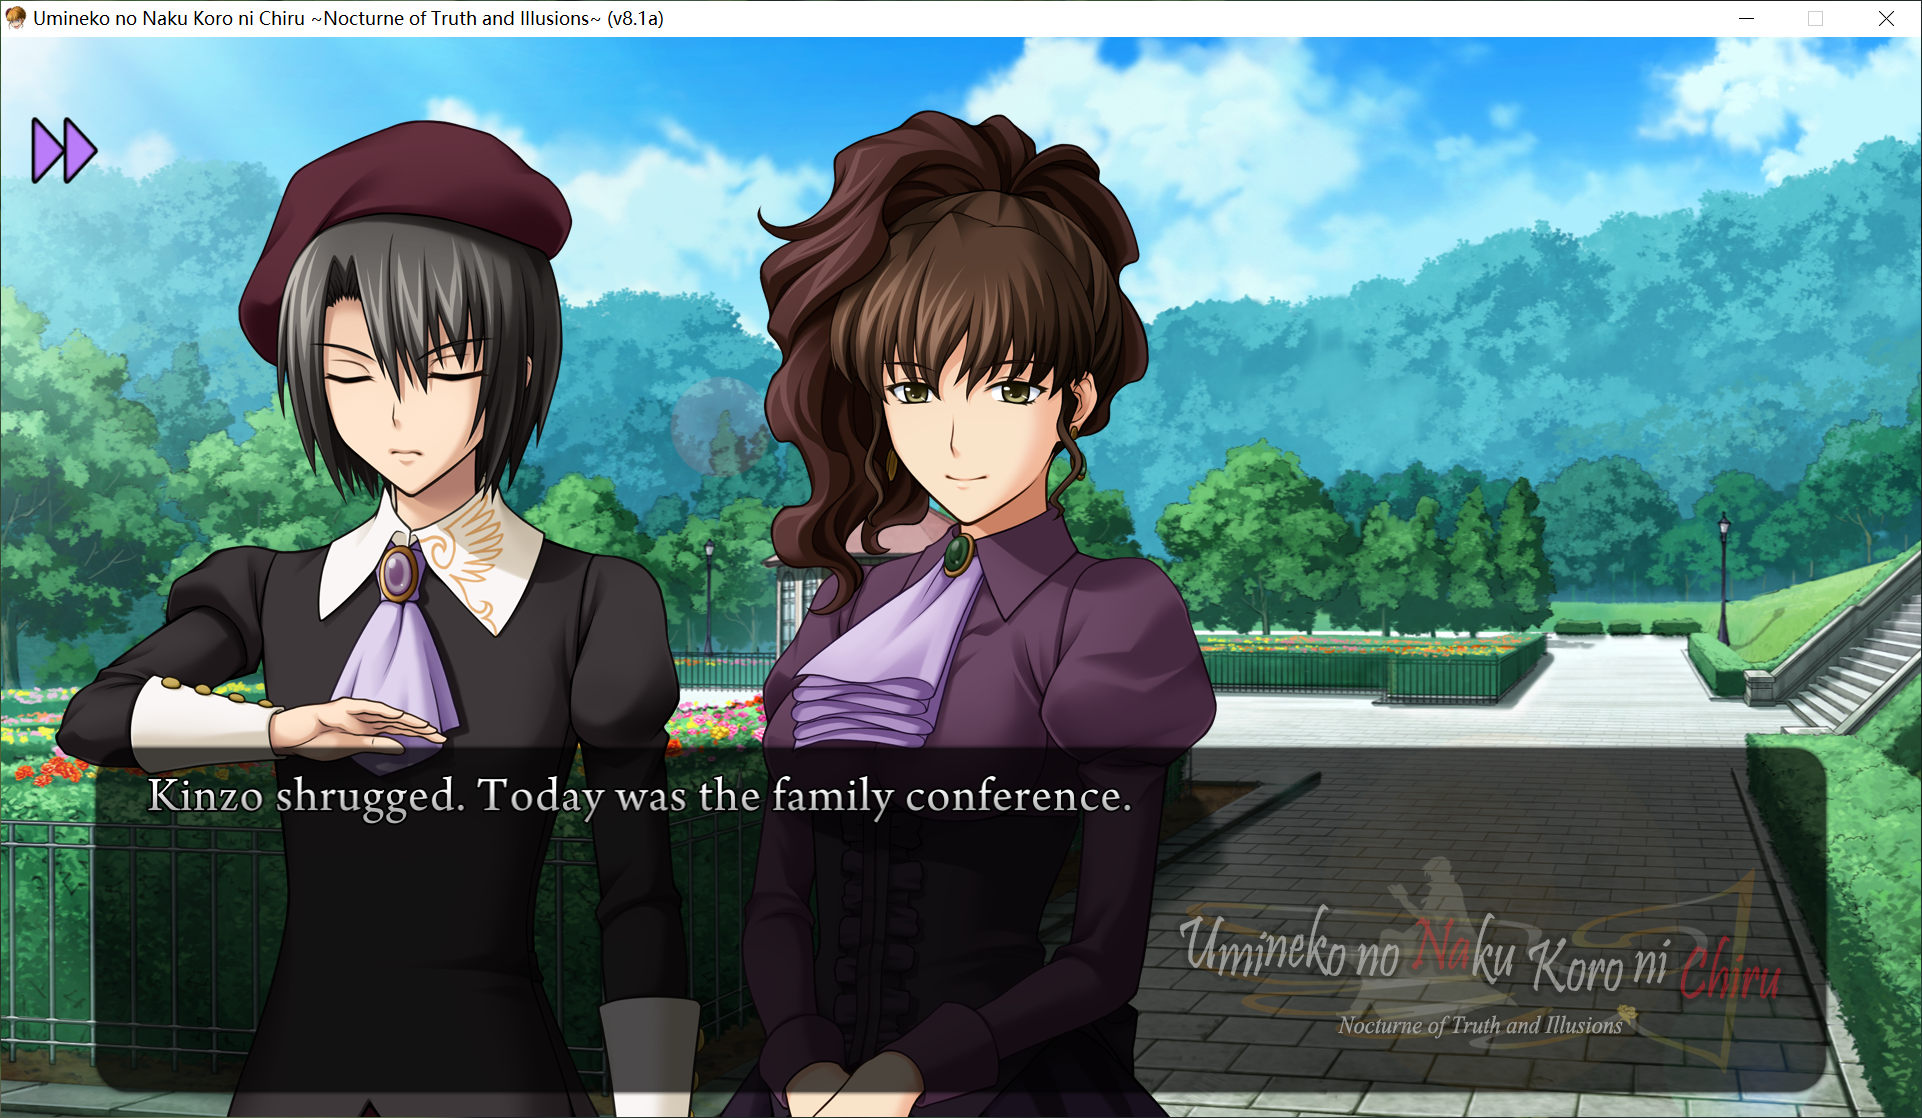 Umineko no Naku Koro ni Chiru ~Nocturne of Truth and Illusions~ (v8.1a)
Kinzo shrugged. Today was the family conference.
Umineko no Naku Koro ni Chiru
Nocturne of Truth and Illusions